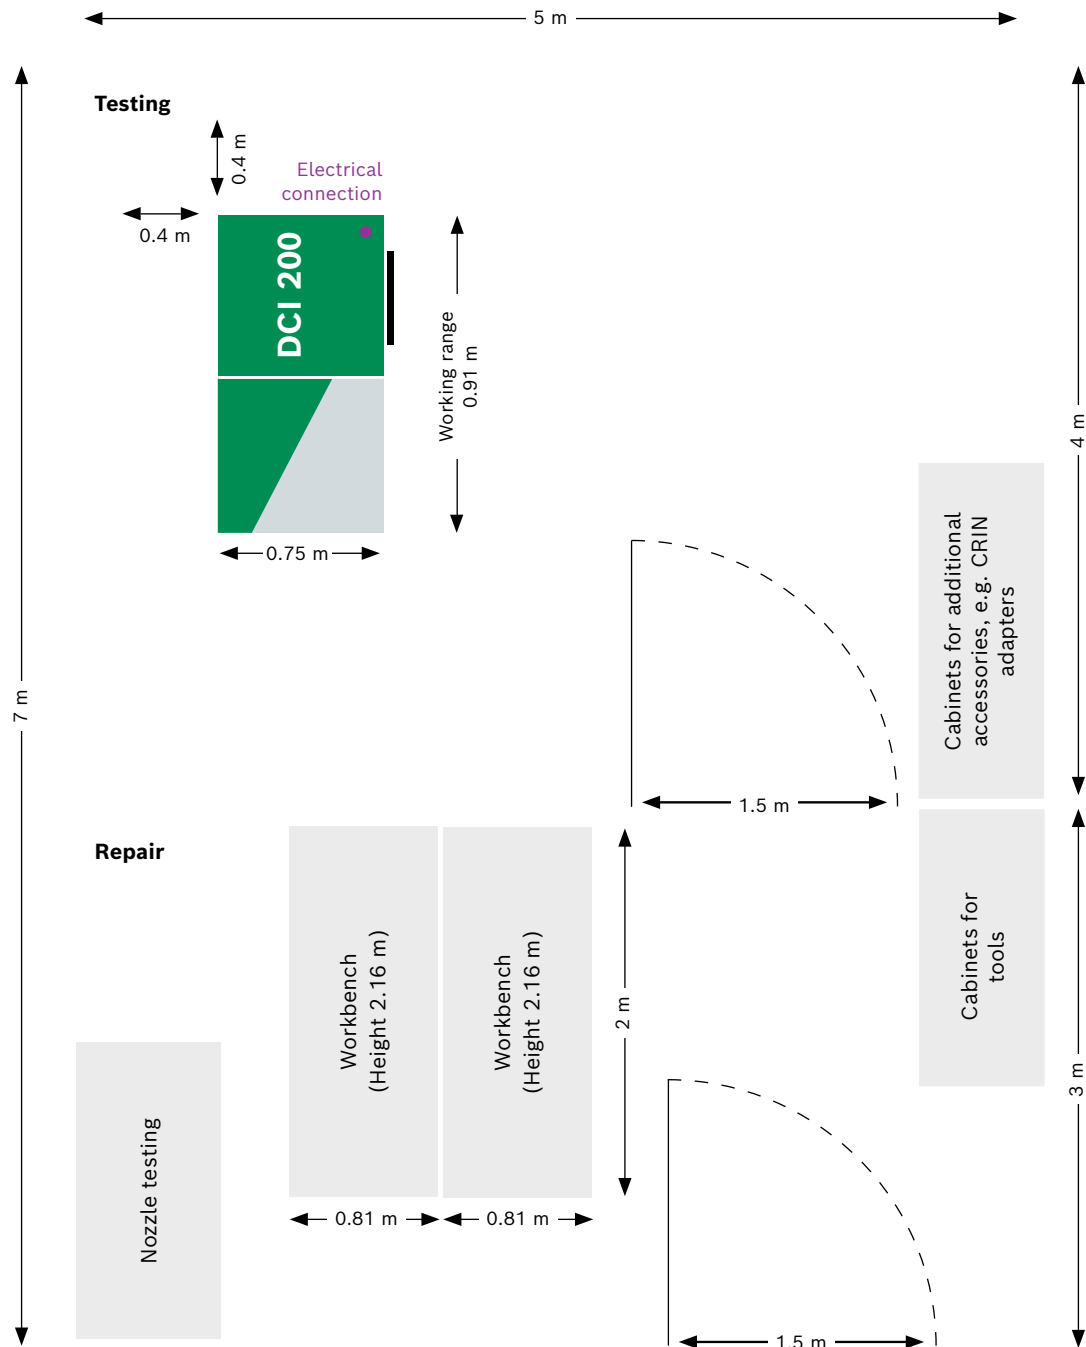 5 m
Testing
0.4 m
Electrical
connection
0.4 m
DCI 200
Working range
0.91 m
0.75 m
4 m
Cabinets for additional
accessories, e.g. CRIN
adapters
7 m
1.5 m
Repair
Workbench
(Height 2.16 m)
Workbench
(Height 2.16 m)
2 m
Cabinets for
tools
3 m
Nozzle testing
0.81 m
0.81 m
1.5 m